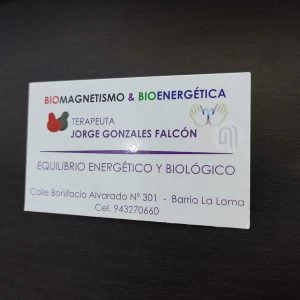 BIOMAGNETISMO & BIOENERGÉTICA
TERAPEUTA
JORGE GONZALES FALCÓN
EQUILIBRIO ENERGÉTICO Y BIOLÓGICO
Calle Bonifacio Alvarado Nº 301 - Barrio La Loma
Cel. 943270660